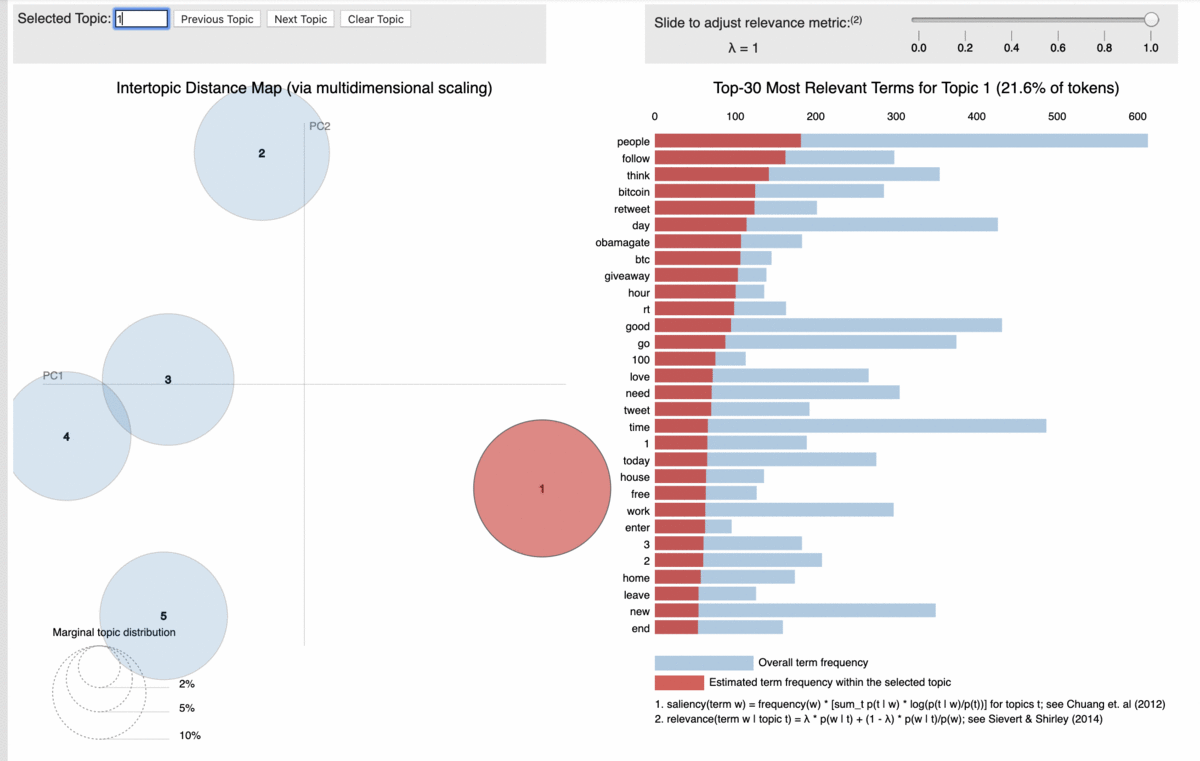 Selected Topic: 1 Previous Topic Next Topic Clear Topic
Slide to adjust relevance metric:(2)
λ = 1
0.0 0.2 0.4 0.6 0.8 1.0
Intertopic Distance Map (via multidimensional scaling)
PC2
2
3
PC1
4
1
5
Marginal topic distribution
2%
5%
10%
Top-30 Most Relevant Terms for Topic 1 (21.6% of tokens)
0 100 200 300 400 500 600
people
follow
think
bitcoin
retweet
day
obamagate
btc
giveaway
hour
rt
good
go
100
love
need
tweet
time
1
today
house
free
work
enter
3
2
home
leave
new
end
Overall term frequency
Estimated term frequency within the selected topic
1. saliency(term w) = frequency(w) * [sum_t p(t | w) * log(p(t | w)/p(t))] for topics t; see Chuang et. al (2012)
2. relevance(term w | topic t) = λ * p(w | t) + (1 - λ) * p(w | t)/p(w); see Sievert & Shirley (2014)